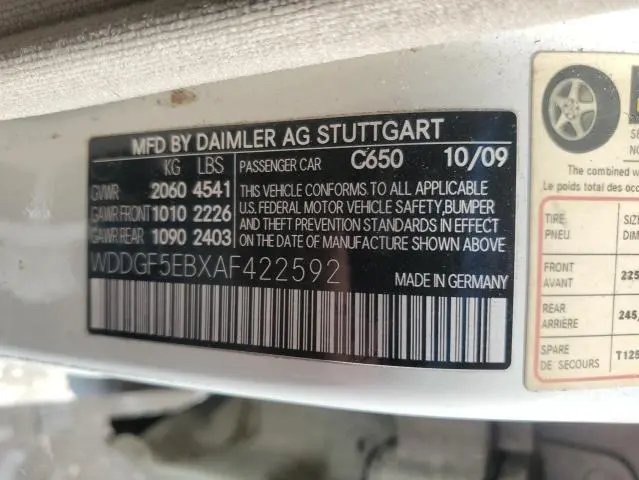 MFD BY DAIMLER AG STUTTGART
KG LBS PASSENGER CAR C650 10/09
GVWR 2060 4541
GAWR FRONT 1010 2226
GAWR REAR 1090 2403
THIS VEHICLE CONFORMS TO ALL APPLICABLE
U.S. FEDERAL MOTOR VEHICLE SAFETY,BUMPER
AND THEFT PREVENTION STANDARDS IN EFFECT
ON THE DATE OF MANUFACTURE SHOWN ABOVE.
WDDGF5EBXAF422592 MADE IN GERMANY
The combined
Le poids total des
TIRE
PNEU
FRONT
AVANT
225
REAR
ARRIÈRE
245
SPARE
DE SECOURS
T125